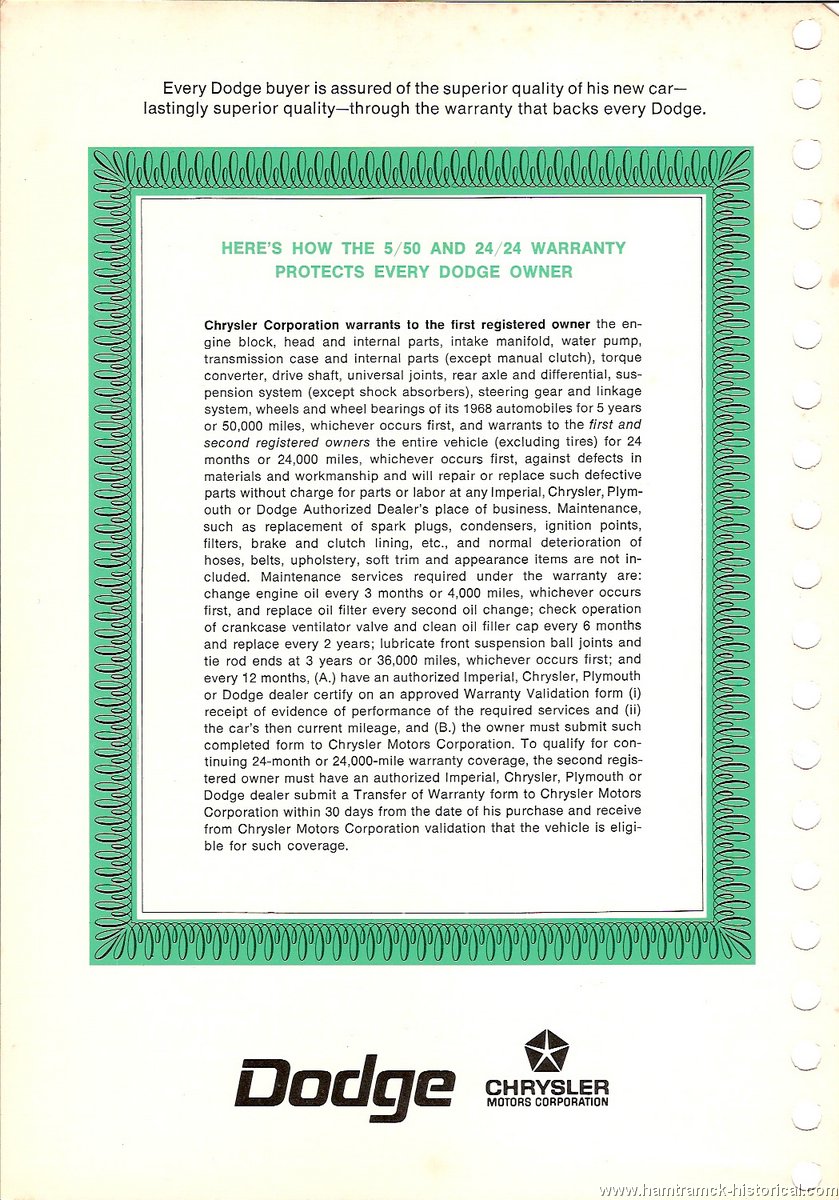 Every Dodge buyer is assured of the superior quality of his new car—
lastingly superior quality—through the warranty that backs every Dodge.
HERE'S HOW THE 5/50 AND 24/24 WARRANTY
PROTECTS EVERY DODGE OWNER
Chrysler Corporation warrants to the first registered owner the en-
gine block, head and internal parts, intake manifold, water pump,
transmission case and internal parts (except manual clutch), torque
converter, drive shaft, universal joints, rear axle and differential, sus-
pension system (except shock absorbers), steering gear and linkage
system, wheels and wheel bearings of its 1968 automobiles for 5 years
or 50,000 miles, whichever occurs first, and warrants to the first and
second registered owners the entire vehicle (excluding tires) for 24
months or 24,000 miles, whichever occurs first, against defects in
materials and workmanship and will repair or replace such defective
parts without charge for parts or labor at any Imperial, Chrysler, Plym-
outh or Dodge Authorized Dealer's place of business. Maintenance,
such as replacement of spark plugs, condensers, ignition points,
filters, brake and clutch lining, etc., and normal deterioration of
hoses, belts, upholstery, soft trim and appearance items are not in-
cluded. Maintenance services required under the warranty are:
change engine oil every 3 months or 4,000 miles, whichever occurs
first, and replace oil filter every second oil change; check operation
of crankcase ventilator valve and clean oil filler cap every 6 months
and replace every 2 years; lubricate front suspension ball joints and
tie rod ends at 3 years or 36,000 miles, whichever occurs first; and
every 12 months, (A.) have an authorized Imperial, Chrysler, Plymouth
or Dodge dealer certify on an approved Warranty Validation form (i)
receipt of evidence of performance of the required services and (ii)
the car's then current mileage, and (B.) the owner must submit such
completed form to Chrysler Motors Corporation. To qualify for con-
tinuing 24-month or 24,000-mile warranty coverage, the second regis-
tered owner must have an authorized Imperial, Chrysler, Plymouth or
Dodge dealer submit a Transfer of Warranty form to Chrysler Motors
Corporation within 30 days from the date of his purchase and receive
from Chrysler Motors Corporation validation that the vehicle is eligi-
ble for such coverage.
Dodge
CHRYSLER
MOTORS CORPORATION
www.hamtramck-historical.com